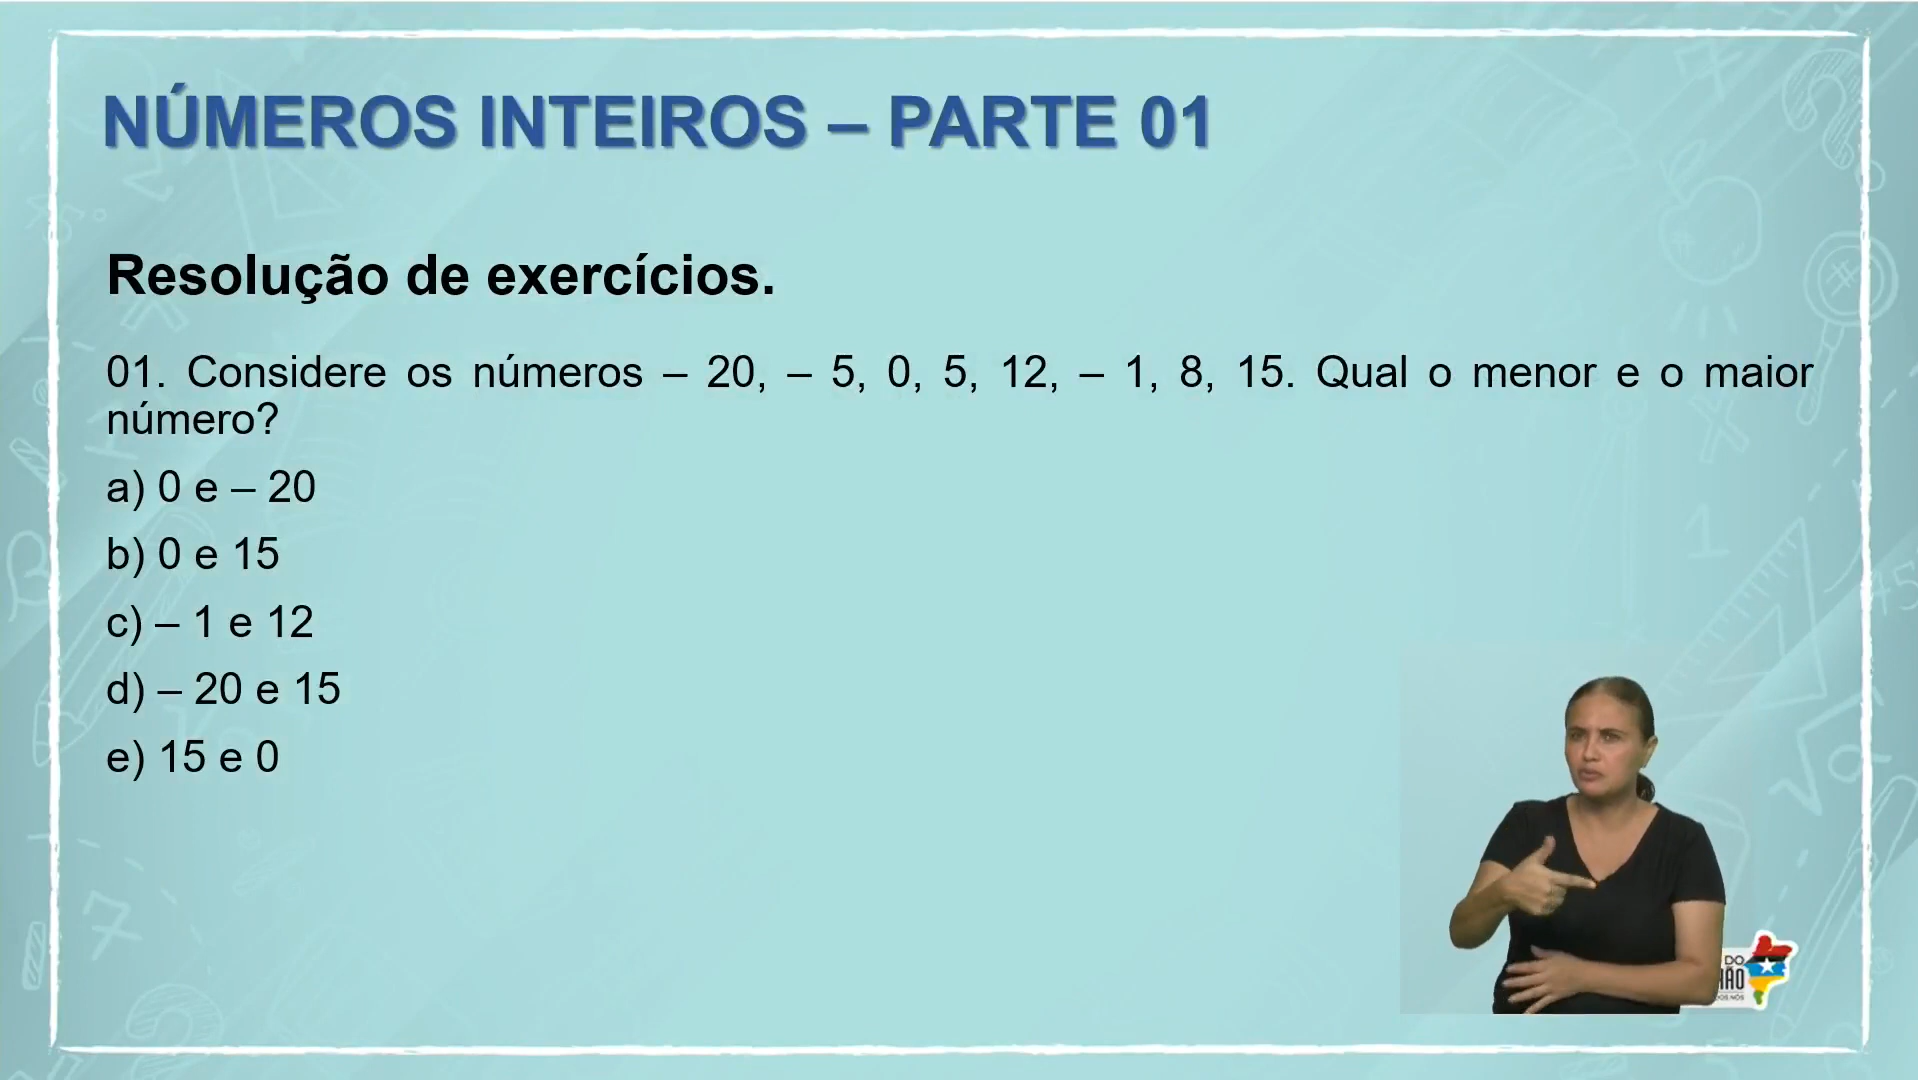 NÚMEROS INTEIROS – PARTE 01
Resolução de exercícios.
01. Considere os números – 20, – 5, 0, 5, 12, – 1, 8, 15. Qual o menor e o maior
número?
a) 0 e – 20
b) 0 e 15
c) – 1 e 12
d) – 20 e 15
e) 15 e 0
DO